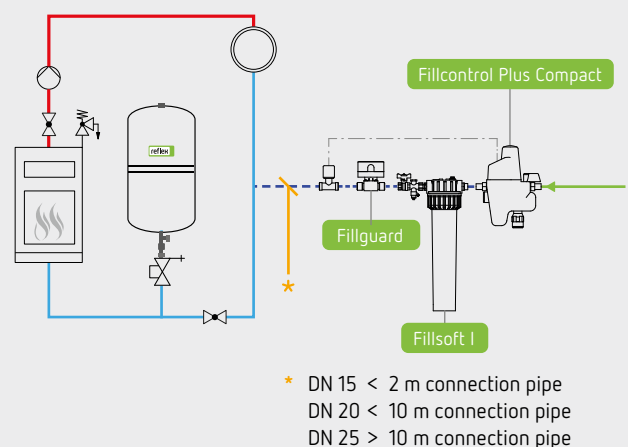 Fillcontrol Plus Compact
reflex
Fillguard
Fillsoft I
*
* DN 15 < 2 m connection pipe
DN 20 < 10 m connection pipe
DN 25 > 10 m connection pipe